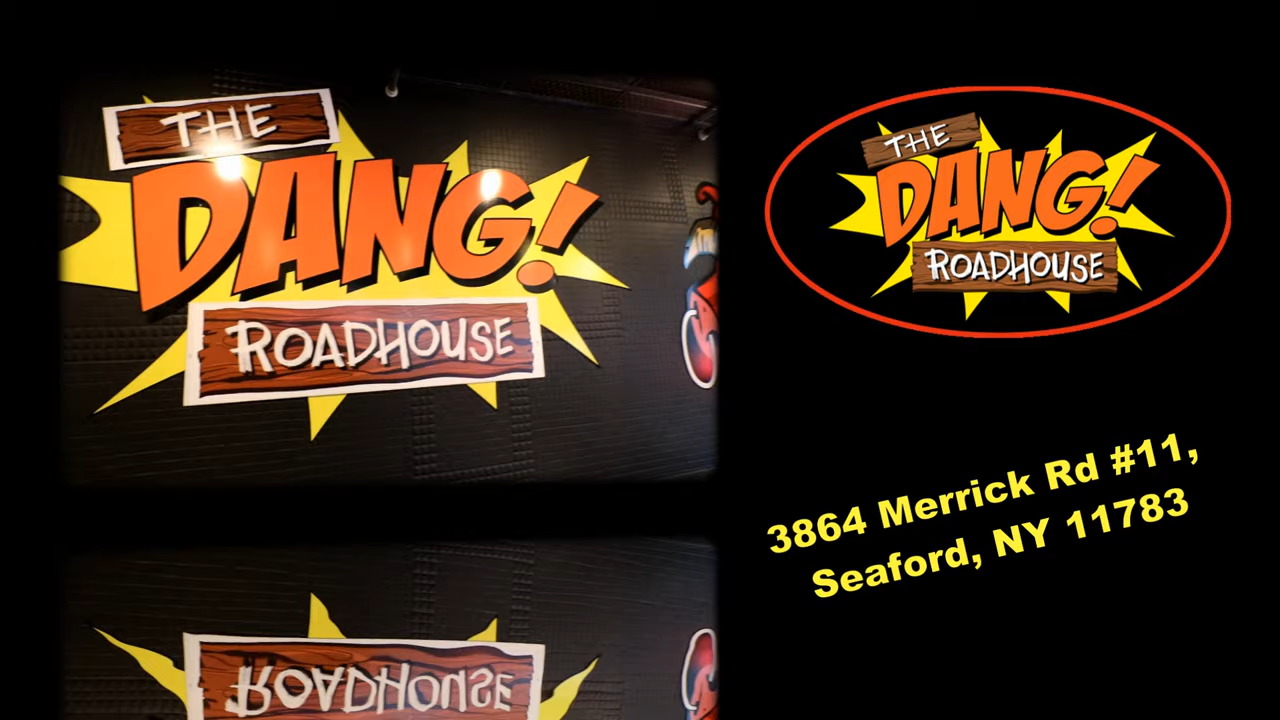 THE
DANG!
ROADHOUSE
THE
DANG!
ROADHOUSE
3864 Merrick Rd #11,
Seaford, NY 11783
ROADHOUSE